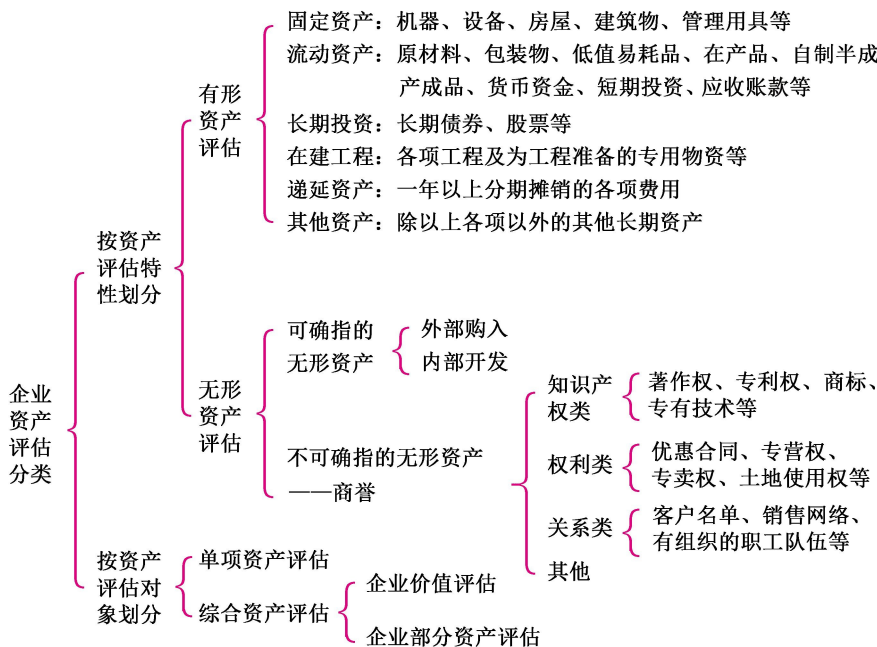 企业
资产
评估
分类
按资产
评估特
性划分
有形
资产
评估
固定资产：机器、设备、房屋、建筑物、管理用具等
流动资产：原材料、包装物、低值易耗品、在产品、自制半成
产成品、货币资金、短期投资、应收账款等
长期投资：长期债券、股票等
在建工程：各项工程及为工程准备的专用物资等
递延资产：一年以上分期摊销的各项费用
其他资产：除以上各项以外的其他长期资产
无形
资产
评估
可确指的
无形资产
外部购入
内部开发
不可确指的无形资产
——商誉
知识产
权类
著作权、专利权、商标、
专有技术等
权利类
优惠合同、专营权、
专卖权、土地使用权等
关系类
客户名单、销售网络、
有组织的职工队伍等
其他
按资产
评估对
象划分
单项资产评估
综合资产评估
企业价值评估
企业部分资产评估